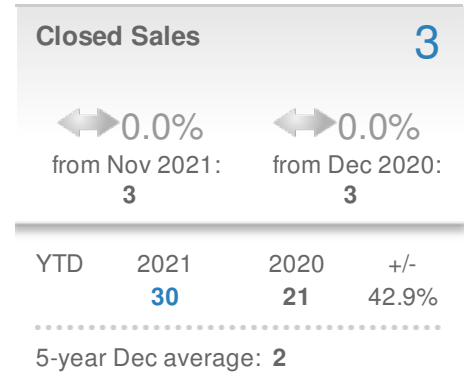 Closed Sales 3
0.0% 0.0%
from Nov 2021: from Dec 2020:
3 3
YTD 2021 2020 +/-
30 21 42.9%
5-year Dec average: 2